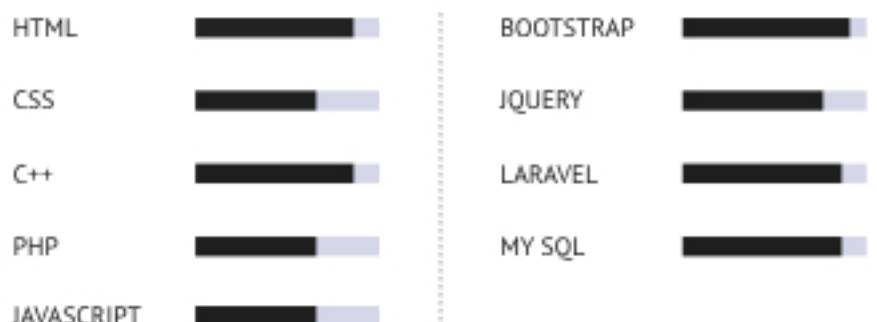 HTML
CSS
C++
PHP
JAVASCRIPT
BOOTSTRAP
JQUERY
LARAVEL
MY SQL